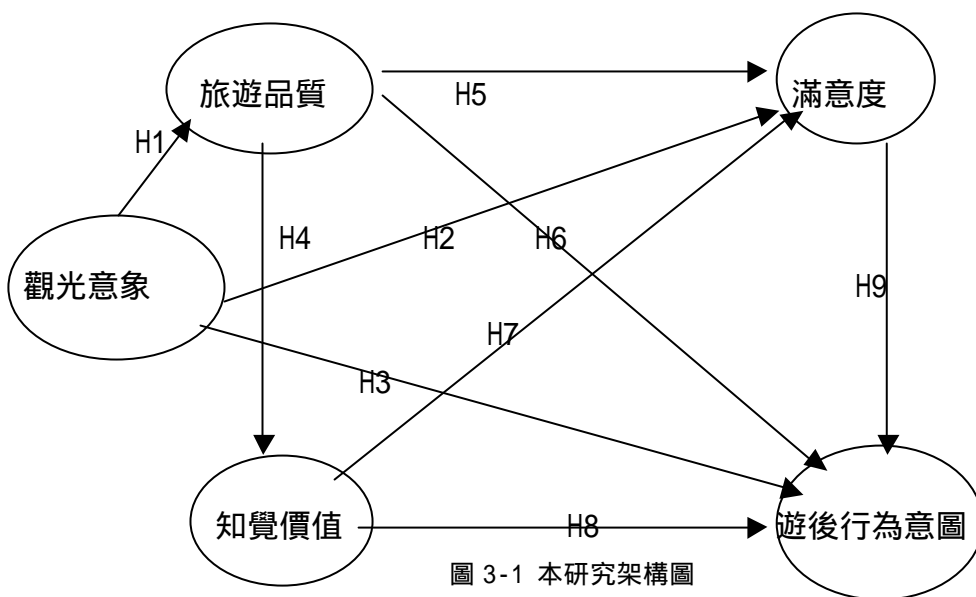 旅遊品質
滿意度
H5
H1
H4
H2
H6
觀光意象
H9
H7
H3
知覺價值
H8
遊後行為意圖
圖 3-1 本研究架構圖